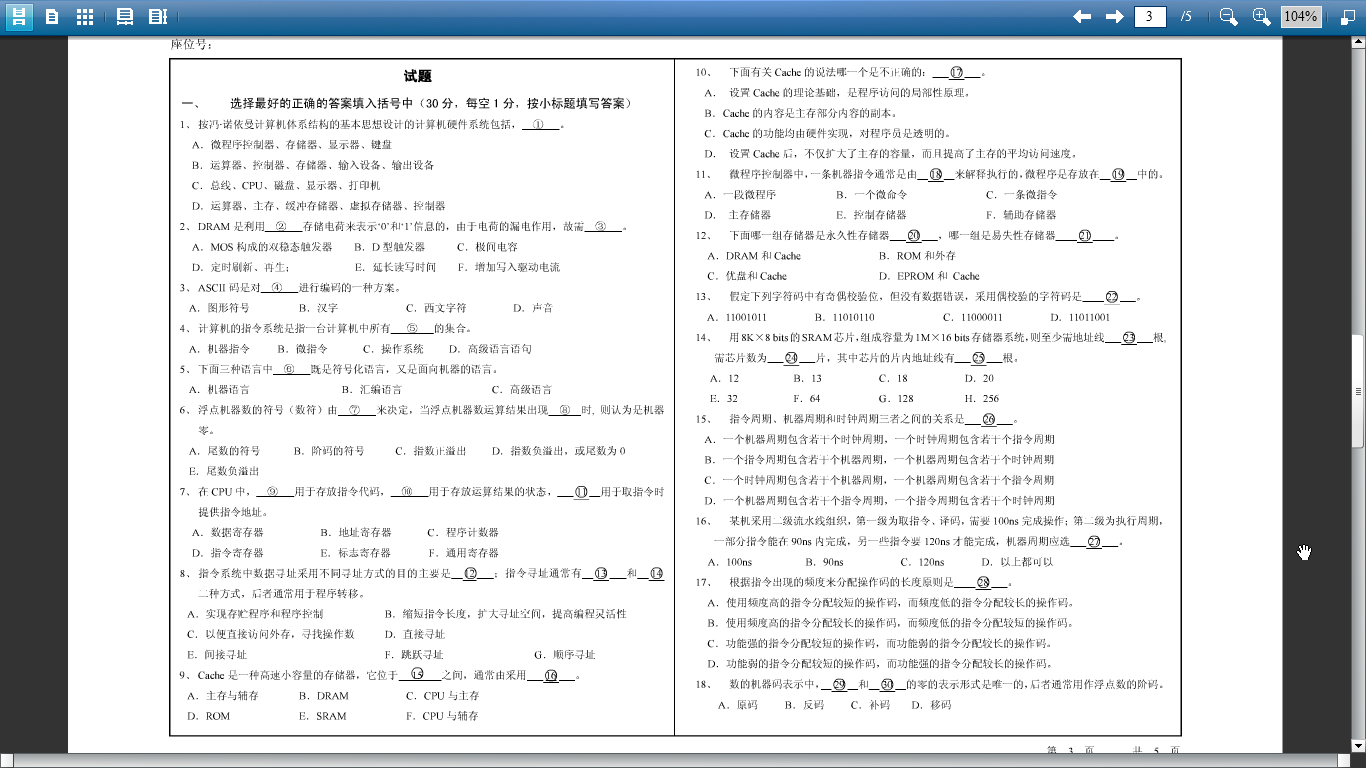 3 /5 104%
座位号：
试题
一、 选择最好的正确的答案填入括号中（30 分，每空 1 分，按小标题填写答案）
1、 按冯·诺依曼计算机体系结构的基本思想设计的计算机硬件系统包括，___①___。
A．微程序控制器、存储器、显示器、键盘
B．运算器、控制器、存储器、输入设备、输出设备
C．总线、CPU、磁盘、显示器、打印机
D．运算器、主存、缓冲存储器、虚拟存储器、控制器
2、 DRAM 是利用__②__存储电荷来表示‘0’和‘1’信息的，由于电荷的漏电作用，故需__③__。
A．MOS 构成的双稳态触发器 B．D 型触发器 C．极间电容
D．定时刷新、再生； E．延长读写时间 F．增加写入驱动电流
3、 ASCII 码是对__④__进行编码的一种方案。
A．图形符号 B．汉字 C．西文字符 D．声音
4、 计算机的指令系统是指一台计算机中所有__⑤__的集合。
A．机器指令 B．微指令 C．操作系统 D．高级语言语句
5、 下面三种语言中__⑥__既是符号化语言，又是面向机器的语言。
A．机器语言 B．汇编语言 C．高级语言
6、 浮点机器数的符号（数符）由__⑦__来决定，当浮点机器数运算结果出现__⑧__时，则认为是机器
零。
A．尾数的符号 B．阶码的符号 C．指数正溢出 D．指数负溢出，或尾数为 0
E．尾数负溢出
7、 在 CPU 中，__⑨__用于存放指令代码，__⑩__用于存放运算结果的状态，__⑪__用于取指令时
提供指令地址。
A．数据寄存器 B．地址寄存器 C．程序计数器
D．指令寄存器 E．标志寄存器 F．通用寄存器
8、 指令系统中数据寻址采用不同寻址方式的目的主要是__⑫__；指令寻址通常有__⑬__和__⑭
二种方式，后者通常用于程序转移。
A．实现存贮程序和程序控制 B．缩短指令长度，扩大寻址空间，提高编程灵活性
C．以便直接访问外存，寻找操作数 D．直接寻址
E．间接寻址 F．跳跃寻址 G．顺序寻址
9、 Cache 是一种高速小容量的存储器，它位于__⑮__之间，通常由采用__⑯__。
A．主存与辅存 B．DRAM C．CPU 与主存
D．ROM E．SRAM F．CPU 与辅存
10、 下面有关 Cache 的说法哪一个是不正确的：___⑰___。
A． 设置 Cache 的理论基础，是程序访问的局部性原理。
B．Cache 的内容是主存部分内容的副本。
C．Cache 的功能均由硬件实现，对程序员是透明的。
D． 设置 Cache 后，不仅扩大了主存的容量，而且提高了主存的平均访问速度。
11、 微程序控制器中，一条机器指令通常是由__⑱__来解释执行的，微程序是存放在__⑲__中的。
A．一段微程序 B．一个微命令 C．一条微指令
D． 主存储器 E．控制存储器 F．辅助存储器
12、 下面哪一组存储器是永久性存储器___⑳___，哪一组是易失性存储器____㉑____。
A．DRAM 和 Cache B．ROM 和外存
C．优盘和 Cache D．EPROM 和 Cache
13、 假定下列字符码中有奇偶校验位，但没有数据错误，采用偶校验的字符码是____㉒____。
A．11001011 B．11010110 C．11000011 D．11011001
14、 用 8K×8 bits 的 SRAM 芯片，组成容量为 1M×16 bits 存储器系统，则至少需地址线___㉓___根，
需芯片数为___㉔___片，其中芯片的片内地址线有___㉕___根。
A．12 B．13 C．18 D．20
E．32 F．64 G．128 H．256
15、 指令周期、机器周期和时钟周期三者之间的关系是___㉖___。
A．一个机器周期包含若干个时钟周期，一个时钟周期包含若干个指令周期
B．一个指令周期包含若干个机器周期，一个机器周期包含若干个时钟周期
C．一个时钟周期包含若干个机器周期，一个机器周期包含若干个指令周期
D．一个机器周期包含若干个指令周期，一个指令周期包含若干个时钟周期
16、 某机采用二级流水线组织，第一级为取指令、译码，需要 100ns 完成操作；第二级为执行周期，
一部分指令能在 90ns 内完成，另一些指令要 120ns 才能完成，机器周期应选___㉗___。
A．100ns B．90ns C．120ns D．以上都可以
17、 根据指令出现的频度来分配操作码的长度原则是____㉘___。
A．使用频度高的指令分配较短的操作码，而频度低的指令分配较长的操作码。
B．使用频度高的指令分配较长的操作码，而频度低的指令分配较短的操作码。
C．功能强的指令分配较短的操作码，而功能弱的指令分配较长的操作码。
D．功能弱的指令分配较短的操作码，而功能强的指令分配较长的操作码。
18、 数的机器码表示中，__㉙__和__㉚__的零的表示形式是唯一的，后者通常用作浮点数的阶码。
A．原码 B．反码 C．补码 D．移码
第 3 页 共 5 页